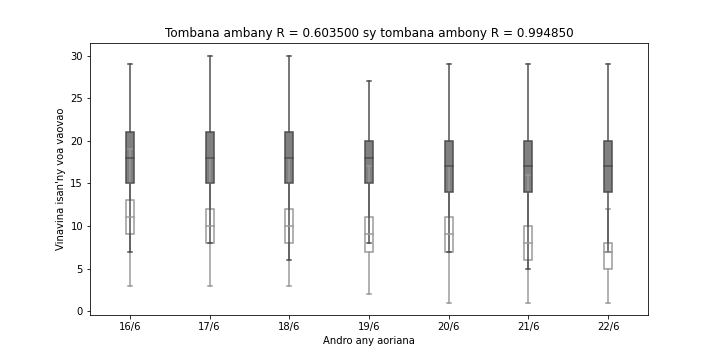 Tombana ambany R = 0.603500 sy tombana ambony R = 0.994850
Vinavina isan'ny voa vaovao
30
25
20
15
10
5
0
16/6 17/6 18/6 19/6 20/6 21/6 22/6
Andro any aoriana